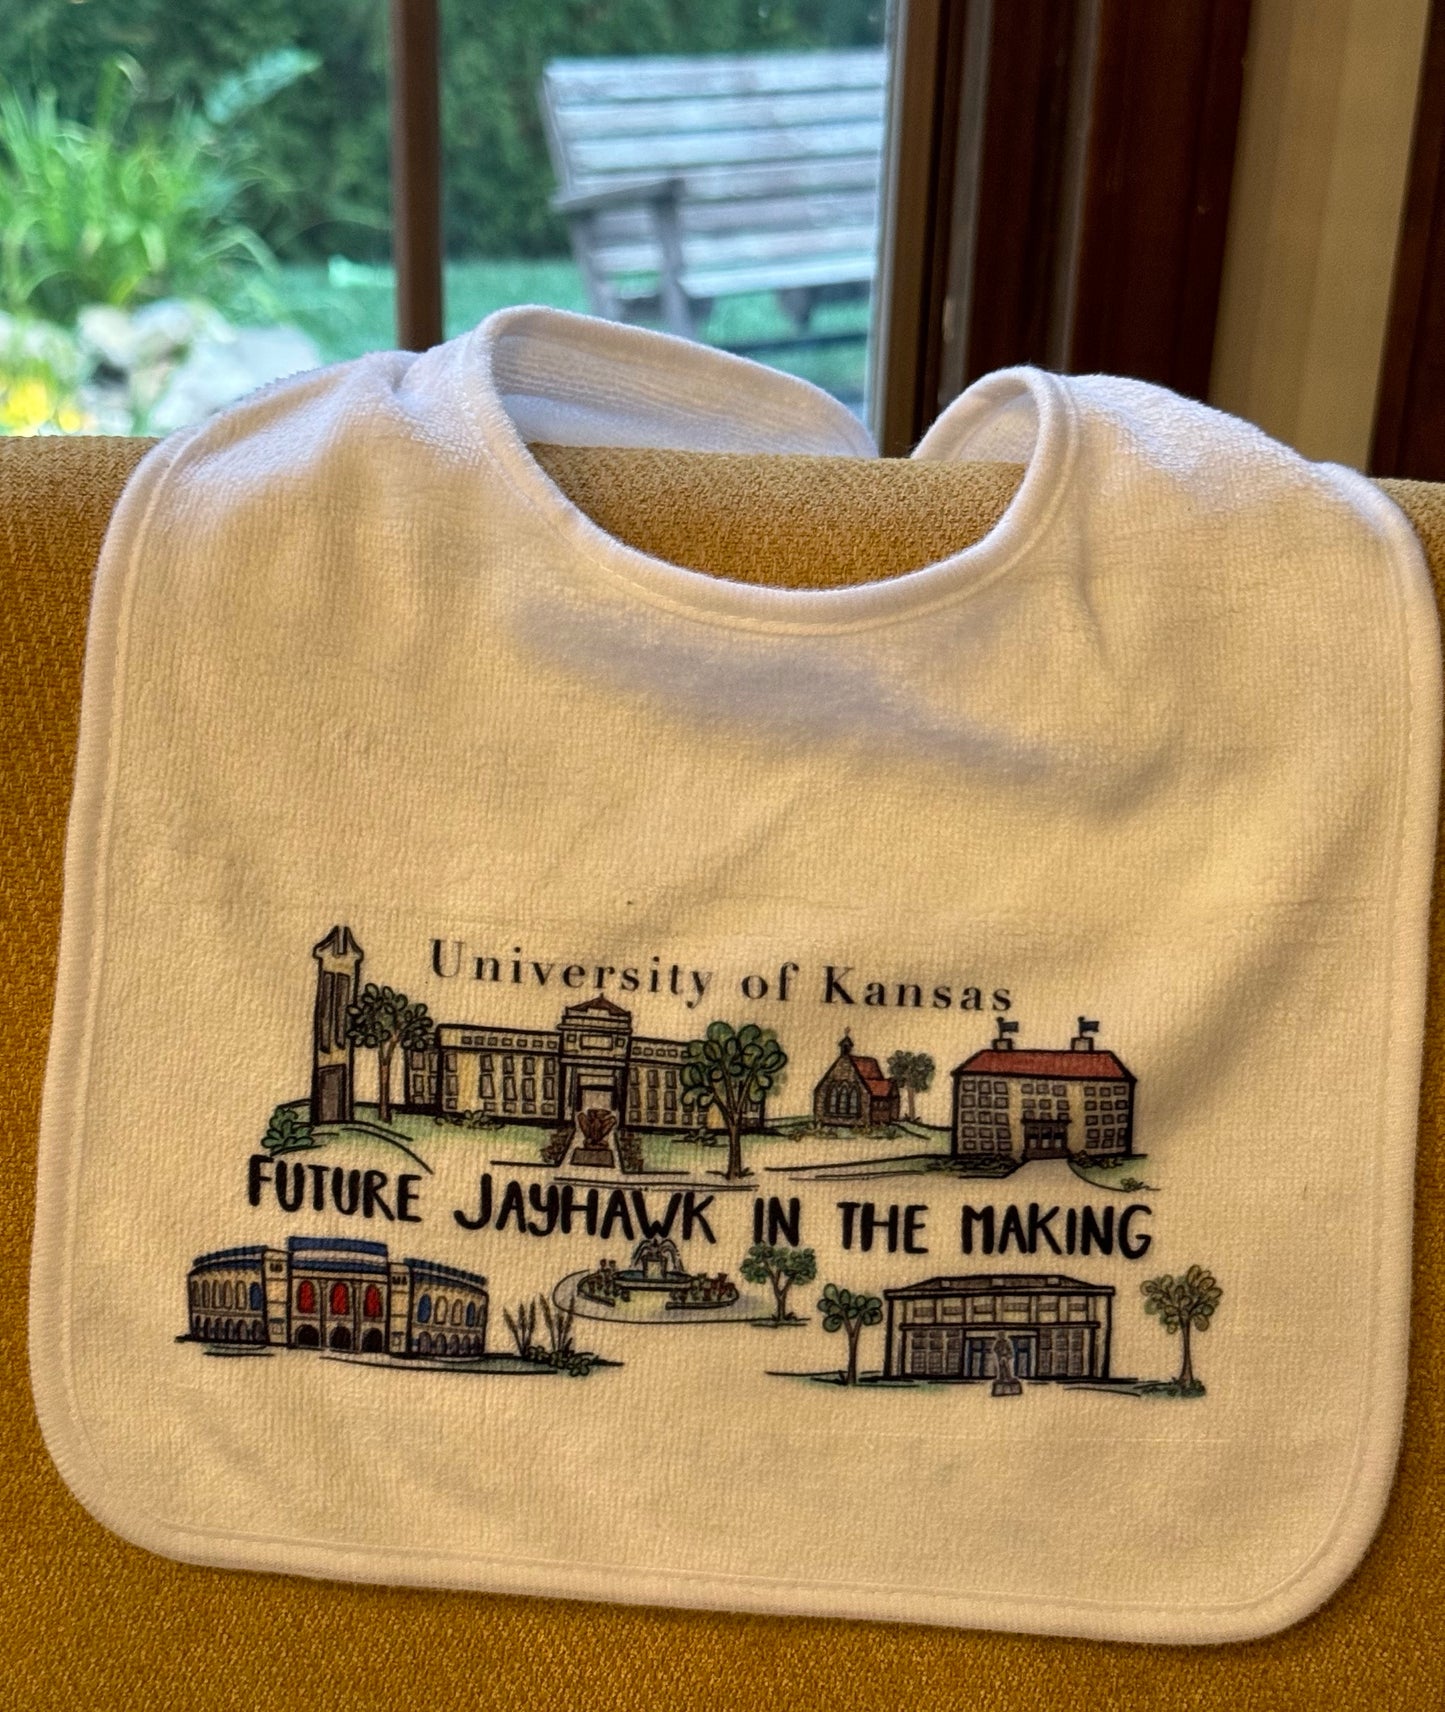 University of Kansas
FUTURE JAYHAWK IN THE MAKING